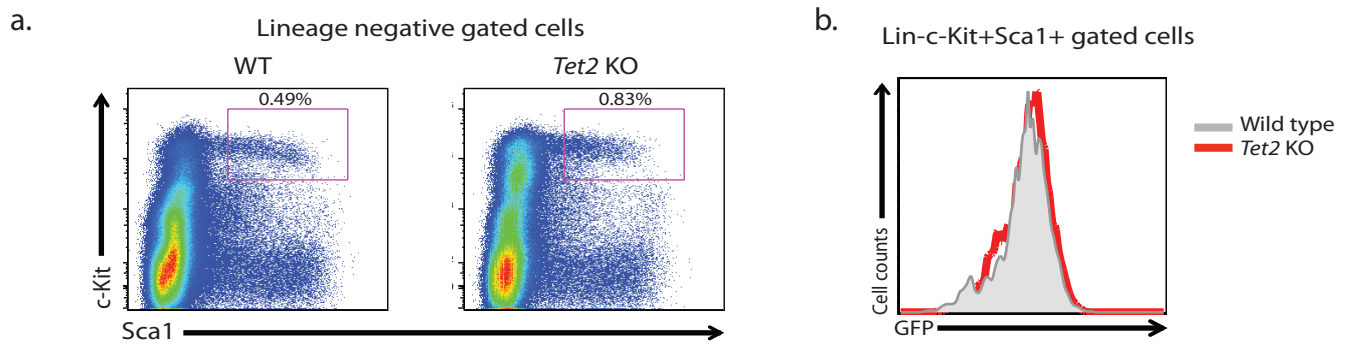 a.
Lineage negative gated cells
WT
Tet2 KO
0.49%
0.83%
c-Kit
Sca1
b.
Lin-c-Kit+Sca1+ gated cells
Cell counts
GFP
Wild type
Tet2 KO